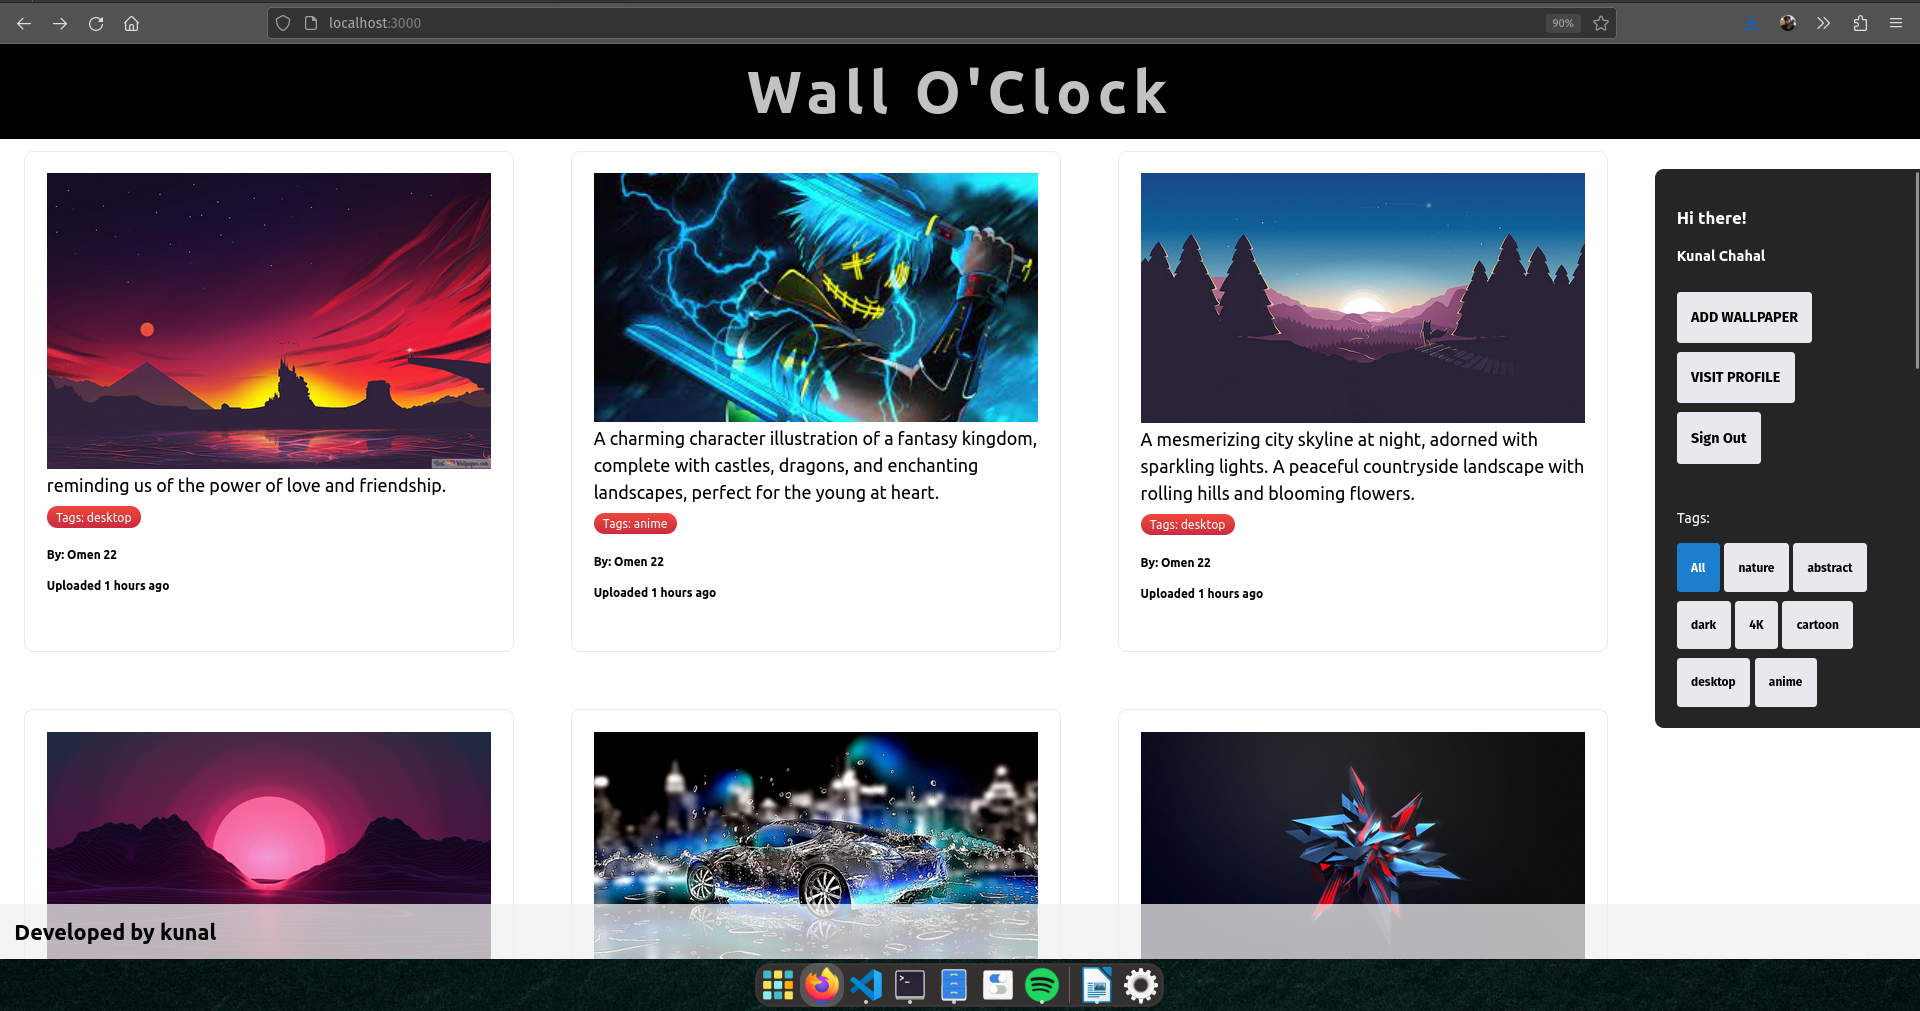 localhost:3000
90%
Wall O'Clock
reminding us of the power of love and friendship.
Tags: desktop
By: Omen 22
Uploaded 1 hours ago
A charming character illustration of a fantasy kingdom,
complete with castles, dragons, and enchanting
landscapes, perfect for the young at heart.
Tags: anime
By: Omen 22
Uploaded 1 hours ago
A mesmerizing city skyline at night, adorned with
sparkling lights. A peaceful countryside landscape with
rolling hills and blooming flowers.
Tags: desktop
By: Omen 22
Uploaded 1 hours ago
Hi there!
Kunal Chahal
ADD WALLPAPER
VISIT PROFILE
Sign Out
Tags:
All nature abstract
dark 4K cartoon
desktop anime
Developed by kunal